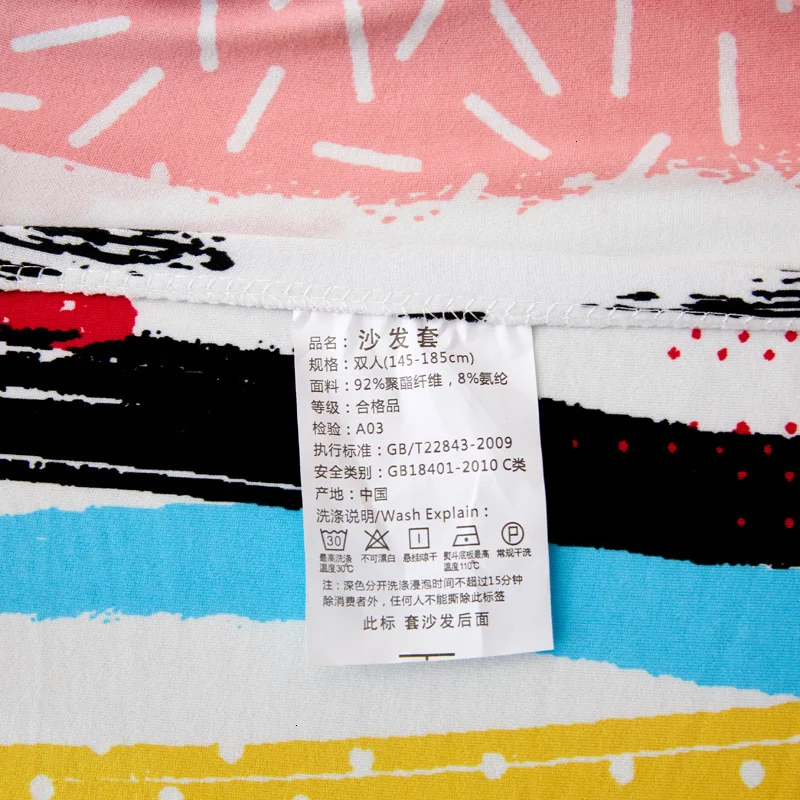 品名：沙发套
规格：双人(145-185cm)
面料：92%聚酯纤维，8%氨纶
等级：合格品
检验：A03
执行标准：GB/T22843-2009
安全类别：GB18401-2010 C类
产地：中国
洗涤说明/Wash Explain：
30 P
最高洗涤温度30℃ 不可漂白 悬挂晾干 熨斗底板最高温度110℃ 常规干洗
注：深色分开洗涤浸泡时间不超过15分钟
除消费者外，任何人不能撕除此标签
此标 套沙发后面